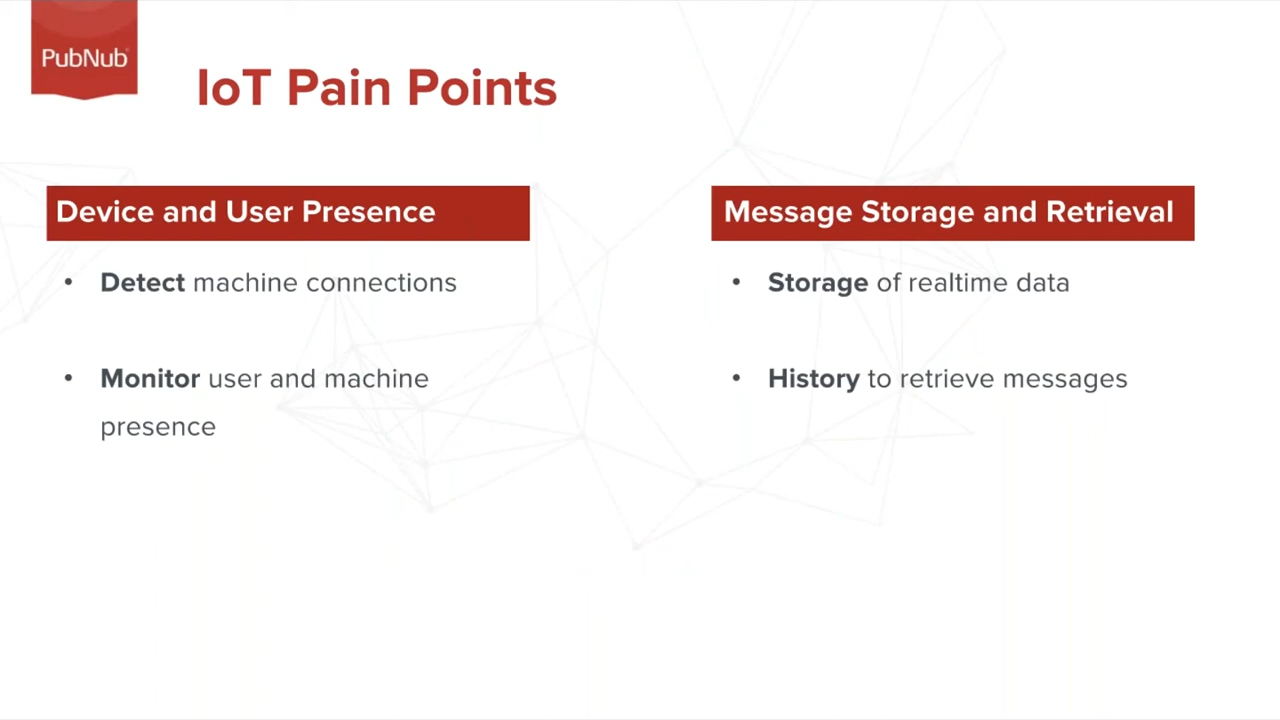 PubNub
IoT Pain Points
Device and User Presence
• Detect machine connections
• Monitor user and machine
presence
Message Storage and Retrieval
• Storage of realtime data
• History to retrieve messages